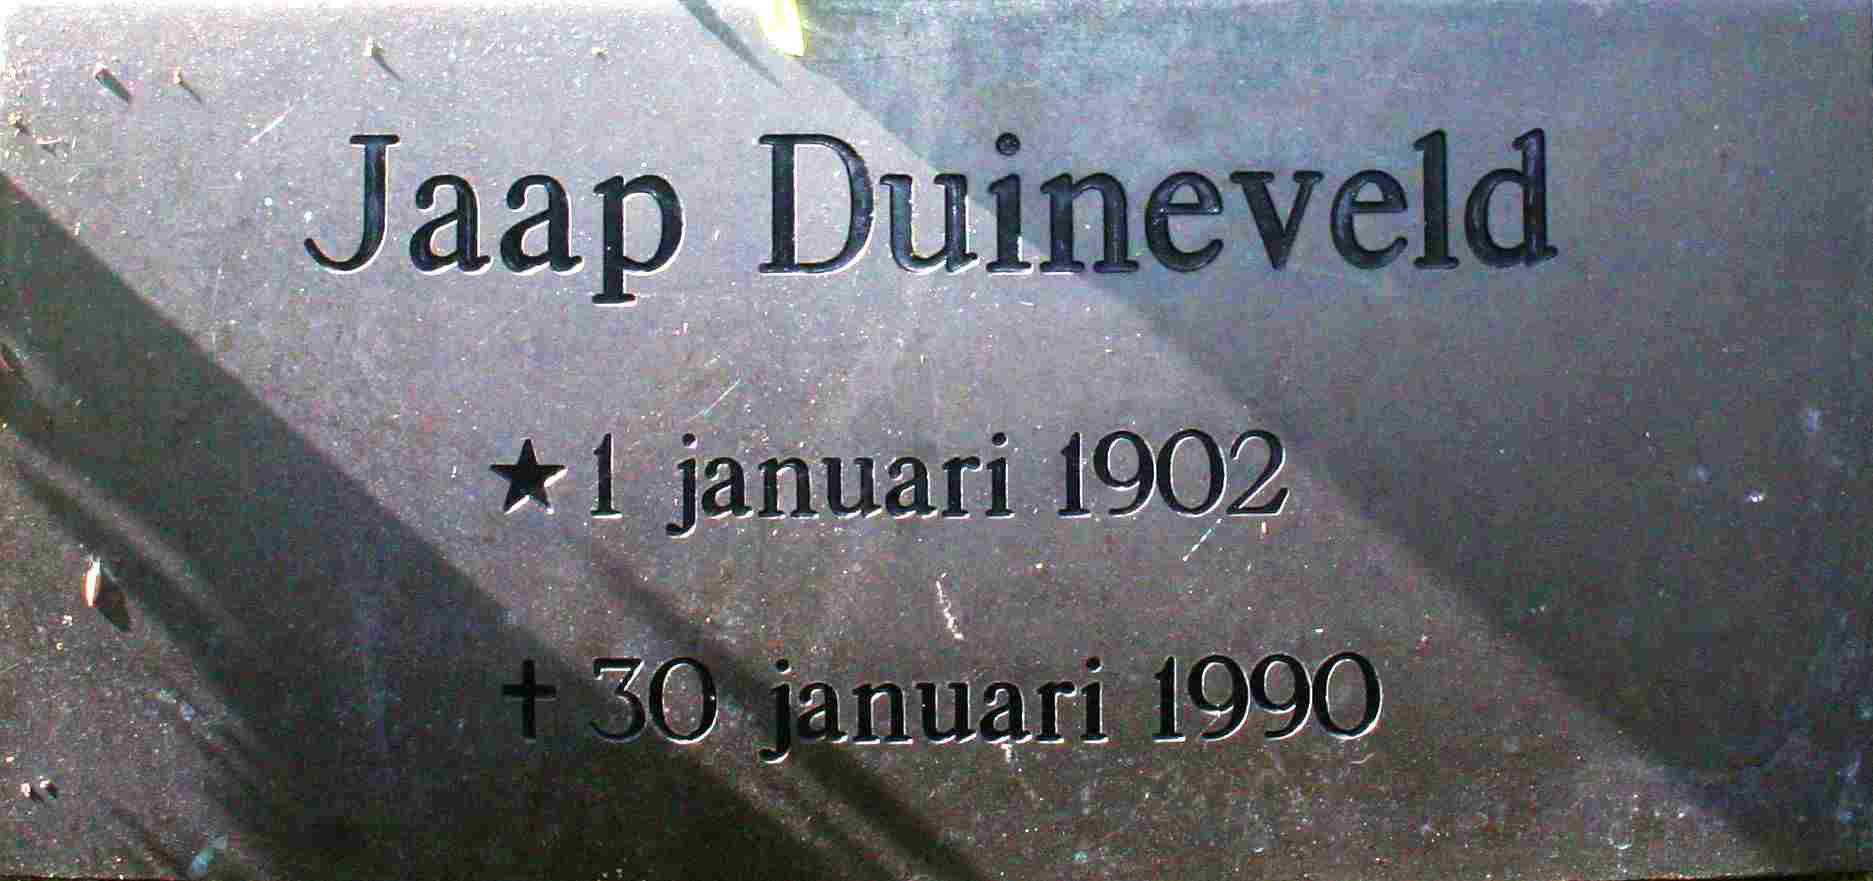 Jaap Duineveld
★ 1 januari 1902
† 30 januari 1990